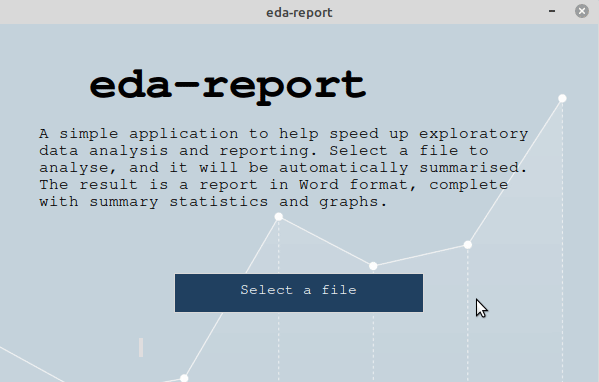 eda-report
eda-report
A simple application to help speed up exploratory
data analysis and reporting. Select a file to
analyse, and it will be automatically summarised.
The result is a report in Word format, complete
with summary statistics and graphs.
Select a file